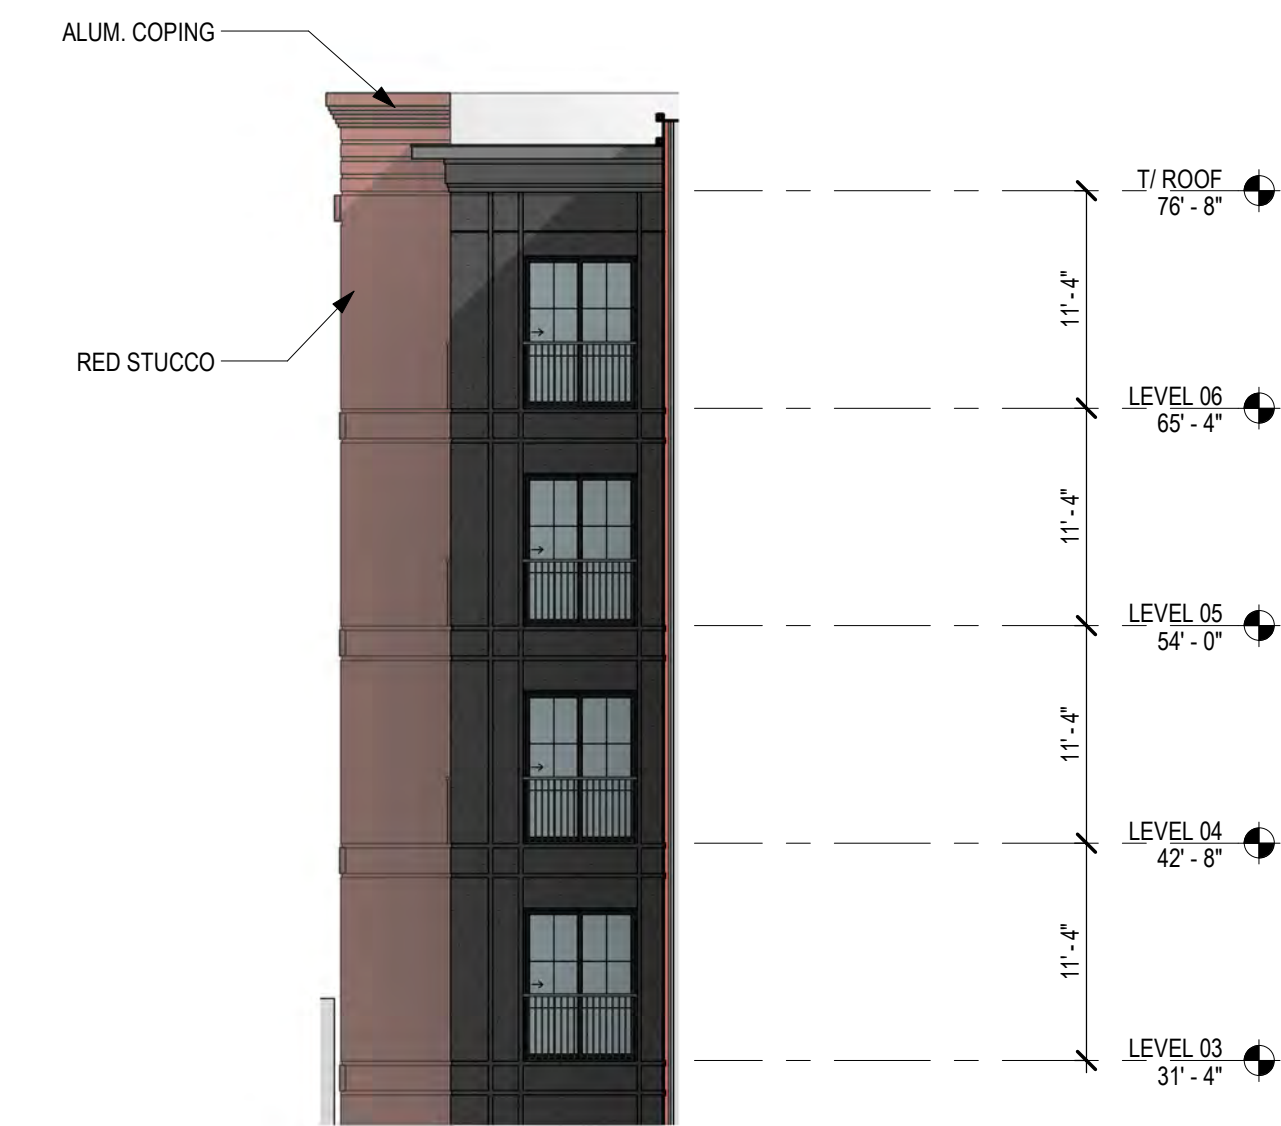 ALUM. COPING
T/ ROOF
76' - 8"
11' - 4"
RED STUCCO
LEVEL 06
65' - 4"
11' - 4"
LEVEL 05
54' - 0"
11' - 4"
LEVEL 04
42' - 8"
11' - 4"
LEVEL 03
31' - 4"